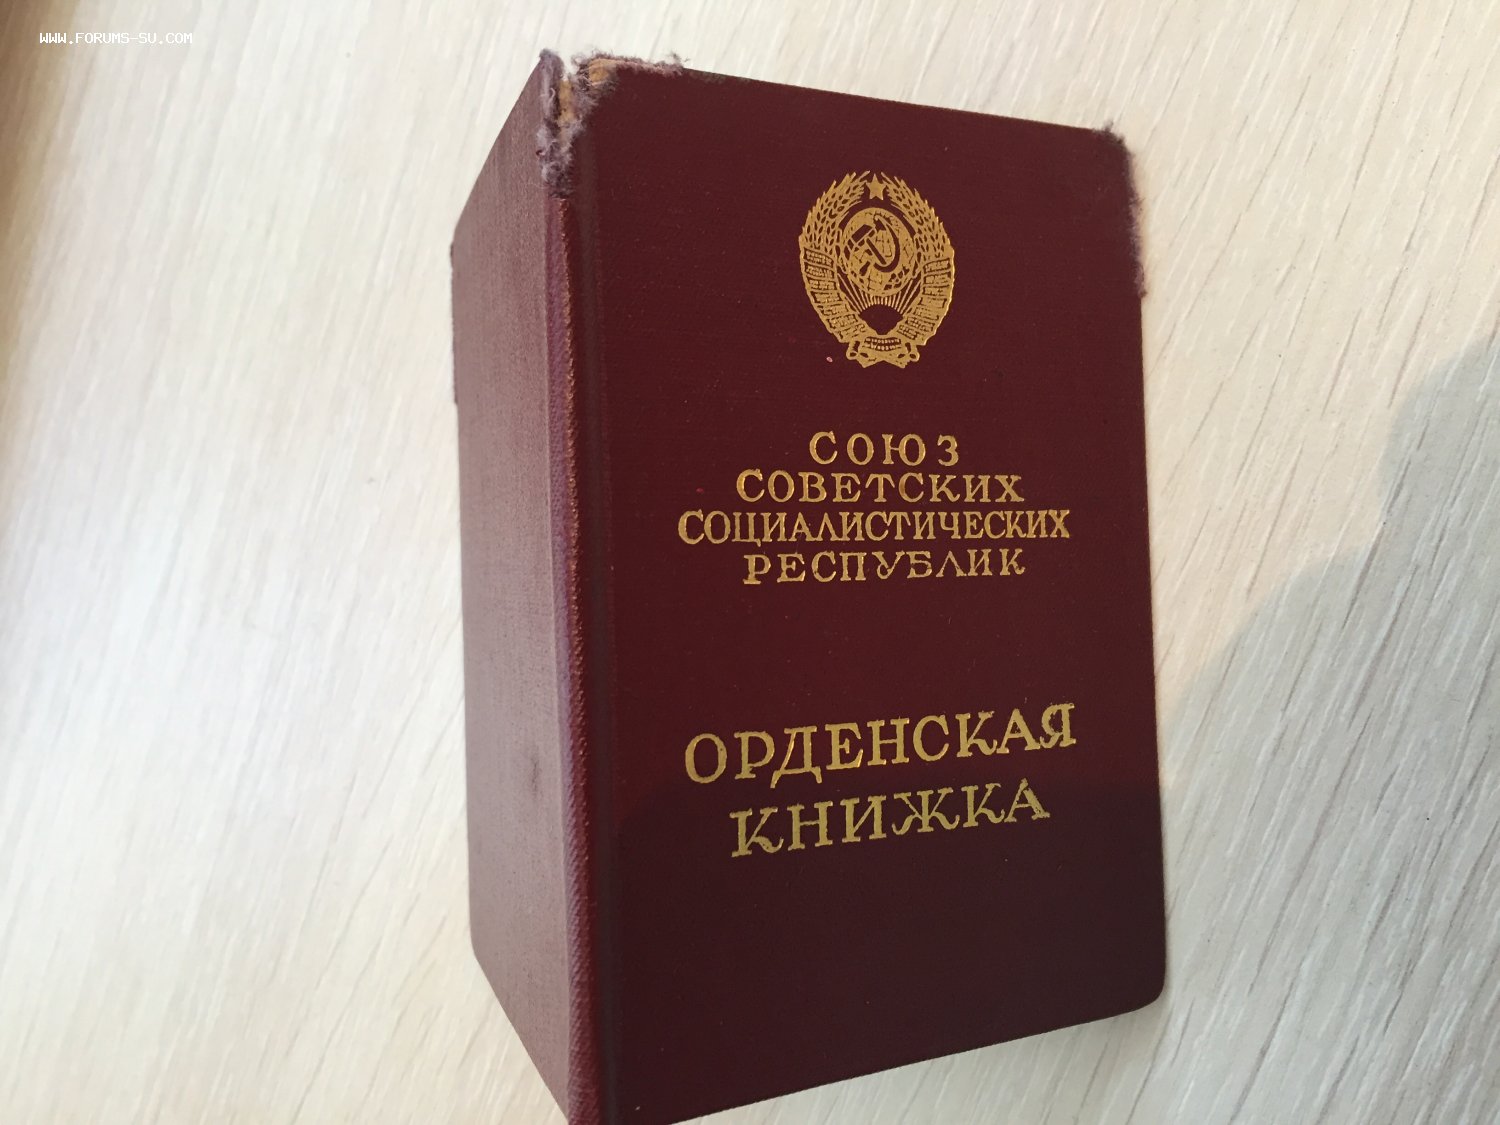 WWW.FORUMS-SU.COM
СОЮЗ
СОВЕТСКИХ
СОЦИАЛИСТИЧЕСКИХ
РЕСПУБЛИК
ОРДЕНСКАЯ
КНИЖКА